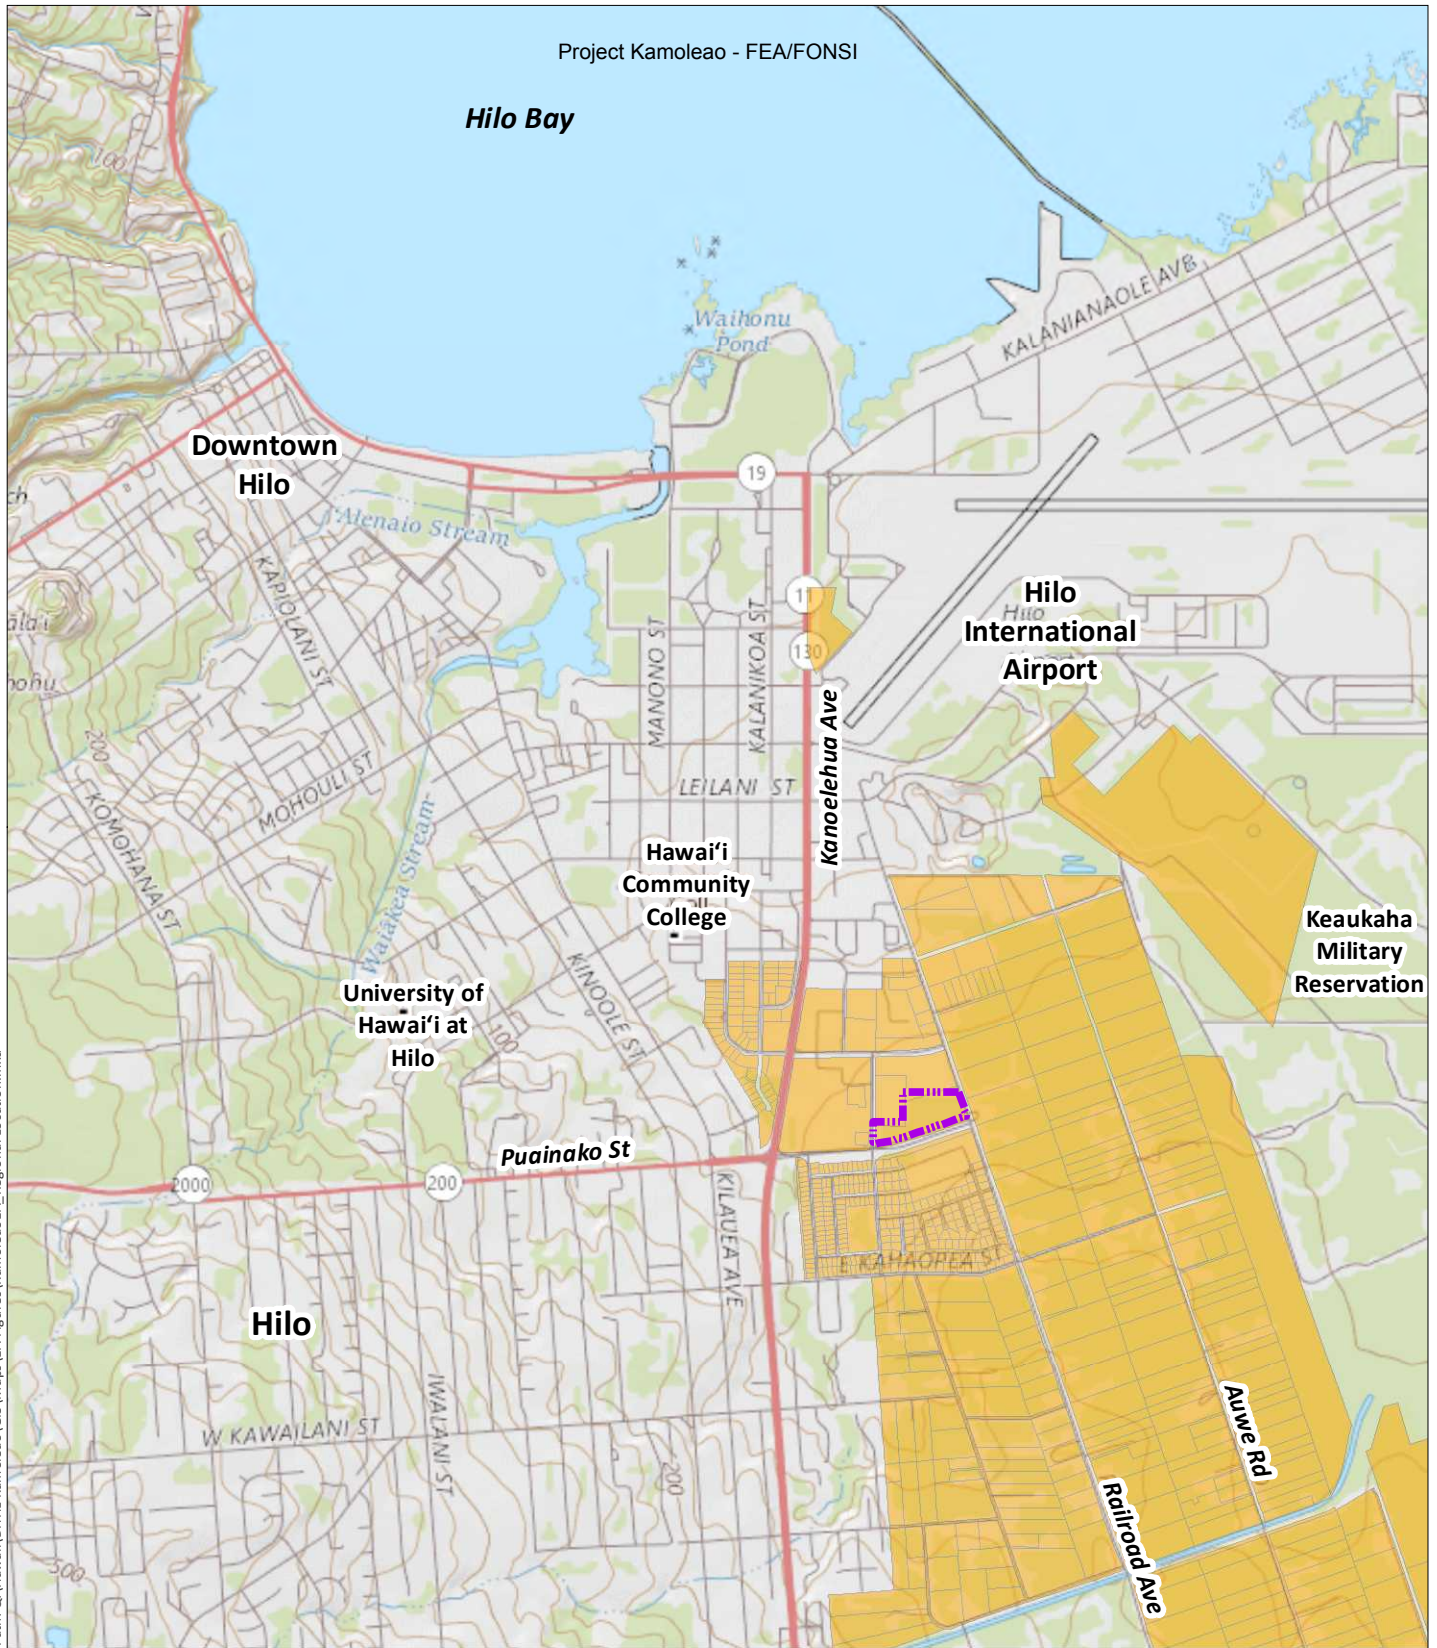 Project Kamoleao - FEA/FONSI
Hilo Bay
100
Waihonu
Pond
KALANIANAOLE AVE
Downtown
Hilo
19
Alenaio Stream
KAPIOLANI ST
11
130
MANONO ST
KALANIKOA ST
Hilo
Hilo
International
Airport
Kanoelehua Ave
200
KOMOHANA ST
MOHOULI ST
LEILANI ST
Waiākea Stream
Hawaiʻi
Community
College
Keaukaha
Military
Reservation
KINOOLE ST
University of
Hawaiʻi at
Hilo
100
Puainako St
2000
200
KILAUEA AVE
E KAHAOPEA ST
Hilo
IWALANI ST
W KAWAILANI ST
200
Auwe Rd
Railroad Ave
500